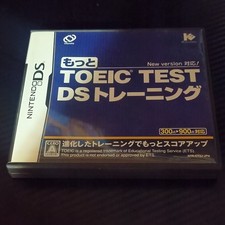 New version 対応!
もっと
TOEIC® TEST
DSトレーニング
NINTENDO DS
300点~900点対応
進化したトレーニングでもっとスコアアップ
TOEIC is a registered trademark of Educational Testing Service (ETS).
This product is not endorsed or approved by ETS.